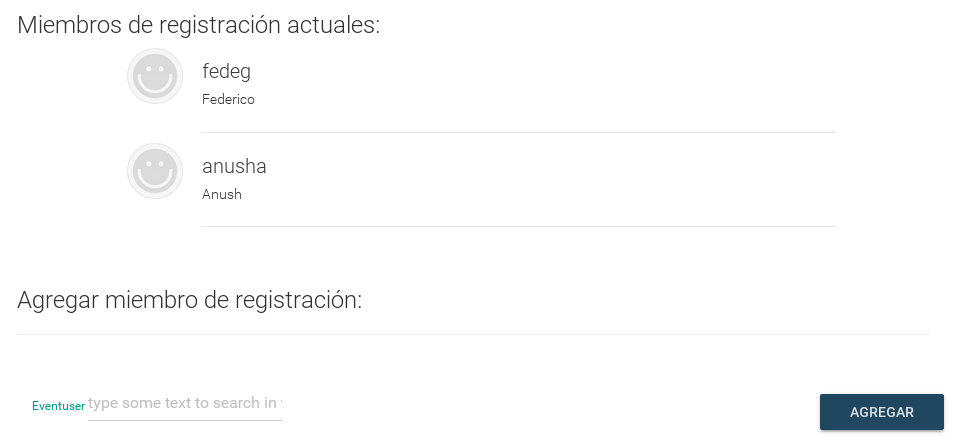 Miembros de registración actuales:
fedeg
Federico
anusha
Anush
Agregar miembro de registración:
Eventuser type some text to search in
AGREGAR